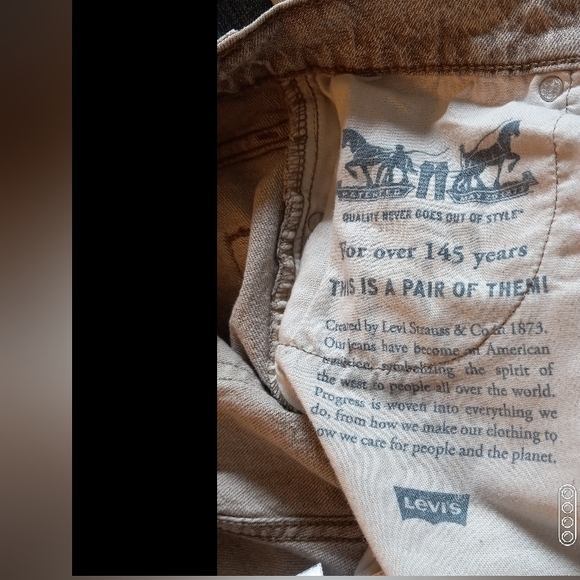 QUALITY NEVER GOES OUT OF STYLE™
For over 145 years
THIS IS A PAIR OF THEM!
Created by Levi Strauss & Co in 1873.
Our jeans have become an American
tradition, symbolizing the spirit of
the west to people all over the world.
Progress is woven into everything we
do, from how we make our clothing to
ow we care for people and the planet.
Levi's